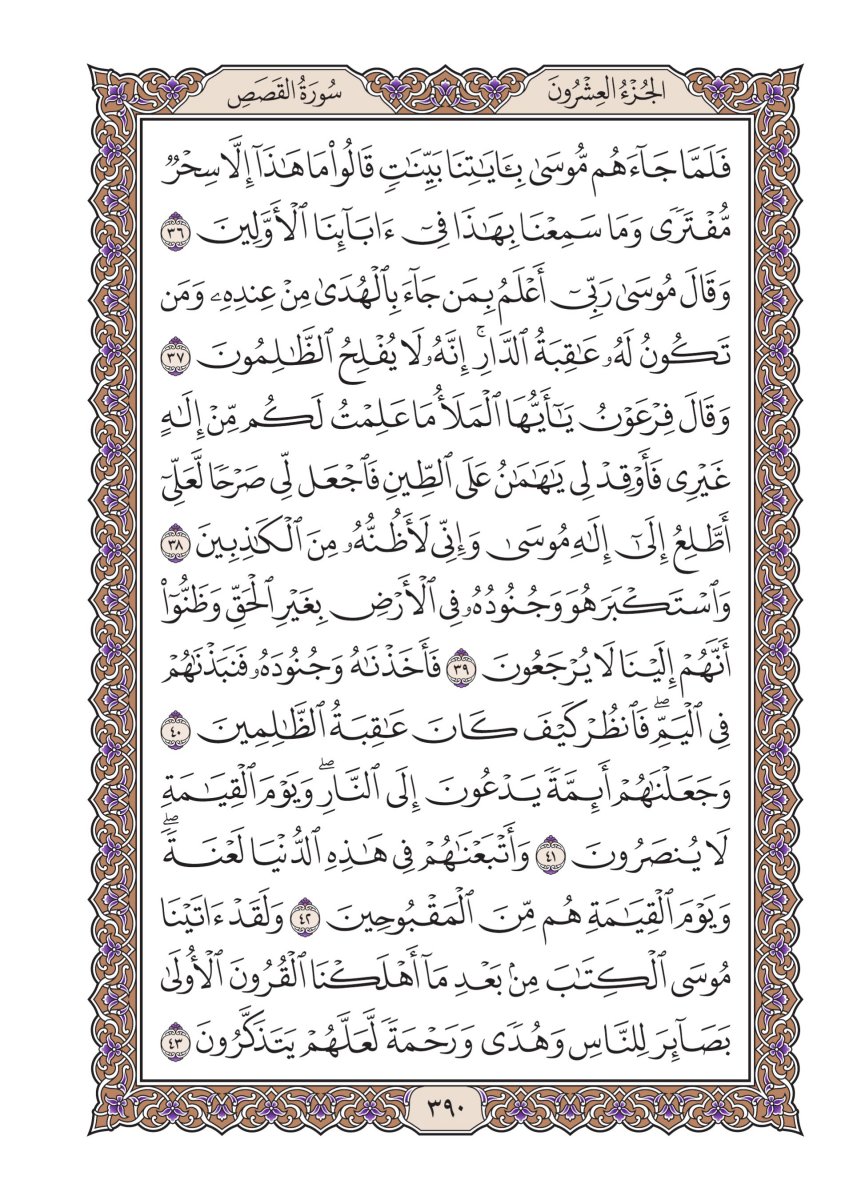 الجُزْءُ العِشْرُونَ
سُورَةُ القَصَصِ
فَلَمَّا جَآءَهُم مُّوسَىٰ بِـَٔايَٰتِنَا بَيِّنَٰتٖ قَالُواْ مَا هَٰذَآ إِلَّا سِحۡرٞ
مُّفۡتَرٗى وَمَا سَمِعۡنَا بِهَٰذَا فِيٓ ءَابَآئِنَا ٱلۡأَوَّلِينَ ٣٦
وَقَالَ مُوسَىٰ رَبِّيٓ أَعۡلَمُ بِمَن جَآءَ بِٱلۡهُدَىٰ مِنۡ عِندِهِۦ وَمَن
تَكُونُ لَهُۥ عَٰقِبَةُ ٱلدَّارِۚ إِنَّهُۥ لَا يُفۡلِحُ ٱلظَّٰلِمُونَ ٣٧
وَقَالَ فِرۡعَوۡنُ يَٰٓأَيُّهَا ٱلۡمَلَأُ مَا عَلِمۡتُ لَكُم مِّنۡ إِلَٰهٍ
غَيۡرِي فَأَوۡقِدۡ لِي يَٰهَٰمَٰنُ عَلَى ٱلطِّينِ فَٱجۡعَل لِّي صَرۡحٗا لَّعَلِّيٓ
أَطَّلِعُ إِلَىٰٓ إِلَٰهِ مُوسَىٰ وَإِنِّي لَأَظُنُّهُۥ مِنَ ٱلۡكَٰذِبِينَ ٣٨
وَٱسۡتَكۡبَرَ هُوَ وَجُنُودُهُۥ فِي ٱلۡأَرۡضِ بِغَيۡرِ ٱلۡحَقِّ وَظَنُّوٓاْ
أَنَّهُمۡ إِلَيۡنَا لَا يُرۡجَعُونَ ٣٩ فَأَخَذۡنَٰهُ وَجُنُودَهُۥ فَنَبَذۡنَٰهُمۡ
فِي ٱلۡيَمِّۖ فَٱنظُرۡ كَيۡفَ كَانَ عَٰقِبَةُ ٱلظَّٰلِمِينَ ٤٠
وَجَعَلۡنَٰهُمۡ أَئِمَّةٗ يَدۡعُونَ إِلَى ٱلنَّارِۖ وَيَوۡمَ ٱلۡقِيَٰمَةِ
لَا يُنصَرُونَ ٤١ وَأَتۡبَعۡنَٰهُمۡ فِي هَٰذِهِ ٱلدُّنۡيَا لَعۡنَةٗۖ
وَيَوۡمَ ٱلۡقِيَٰمَةِ هُم مِّنَ ٱلۡمَقۡبُوحِينَ ٤٢ وَلَقَدۡ ءَاتَيۡنَا
مُوسَى ٱلۡكِتَٰبَ مِنۢ بَعۡدِ مَآ أَهۡلَكۡنَا ٱلۡقُرُونَ ٱلۡأُولَىٰ
بَصَآئِرَ لِلنَّاسِ وَهُدٗى وَرَحۡمَةٗ لَّعَلَّهُمۡ يَتَذَكَّرُونَ ٤٣
٣٩٠